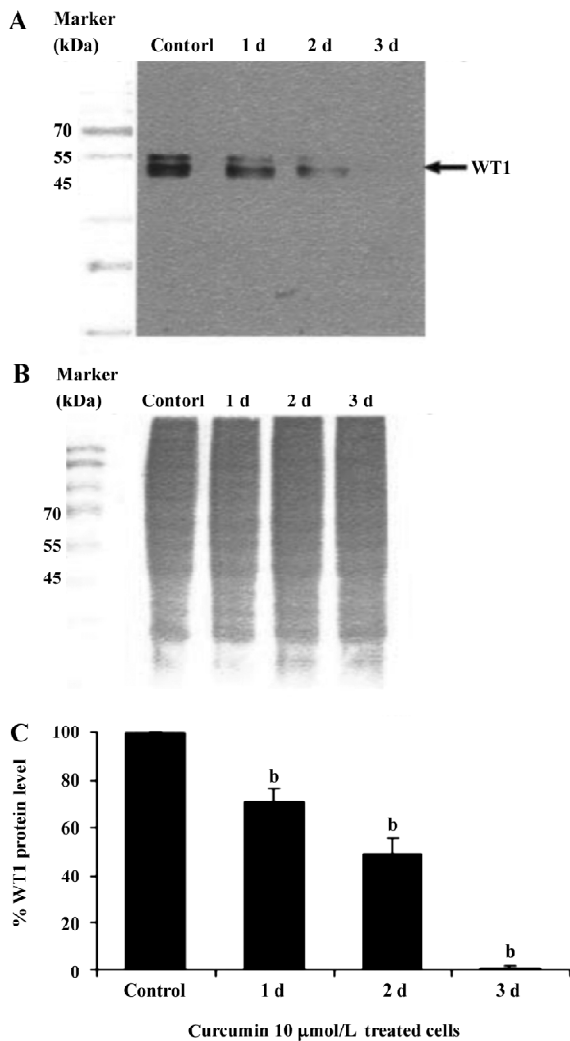 A
Marker
(kDa)
Contorl 1 d 2 d 3 d
70
55
45
WT1
B
Marker
(kDa)
Contorl 1 d 2 d 3 d
70
55
45
C
% WT1 protein level
100
80
60
40
20
0
b
b
b
Control 1 d 2 d 3 d
Curcumin 10 μmol/L treated cells